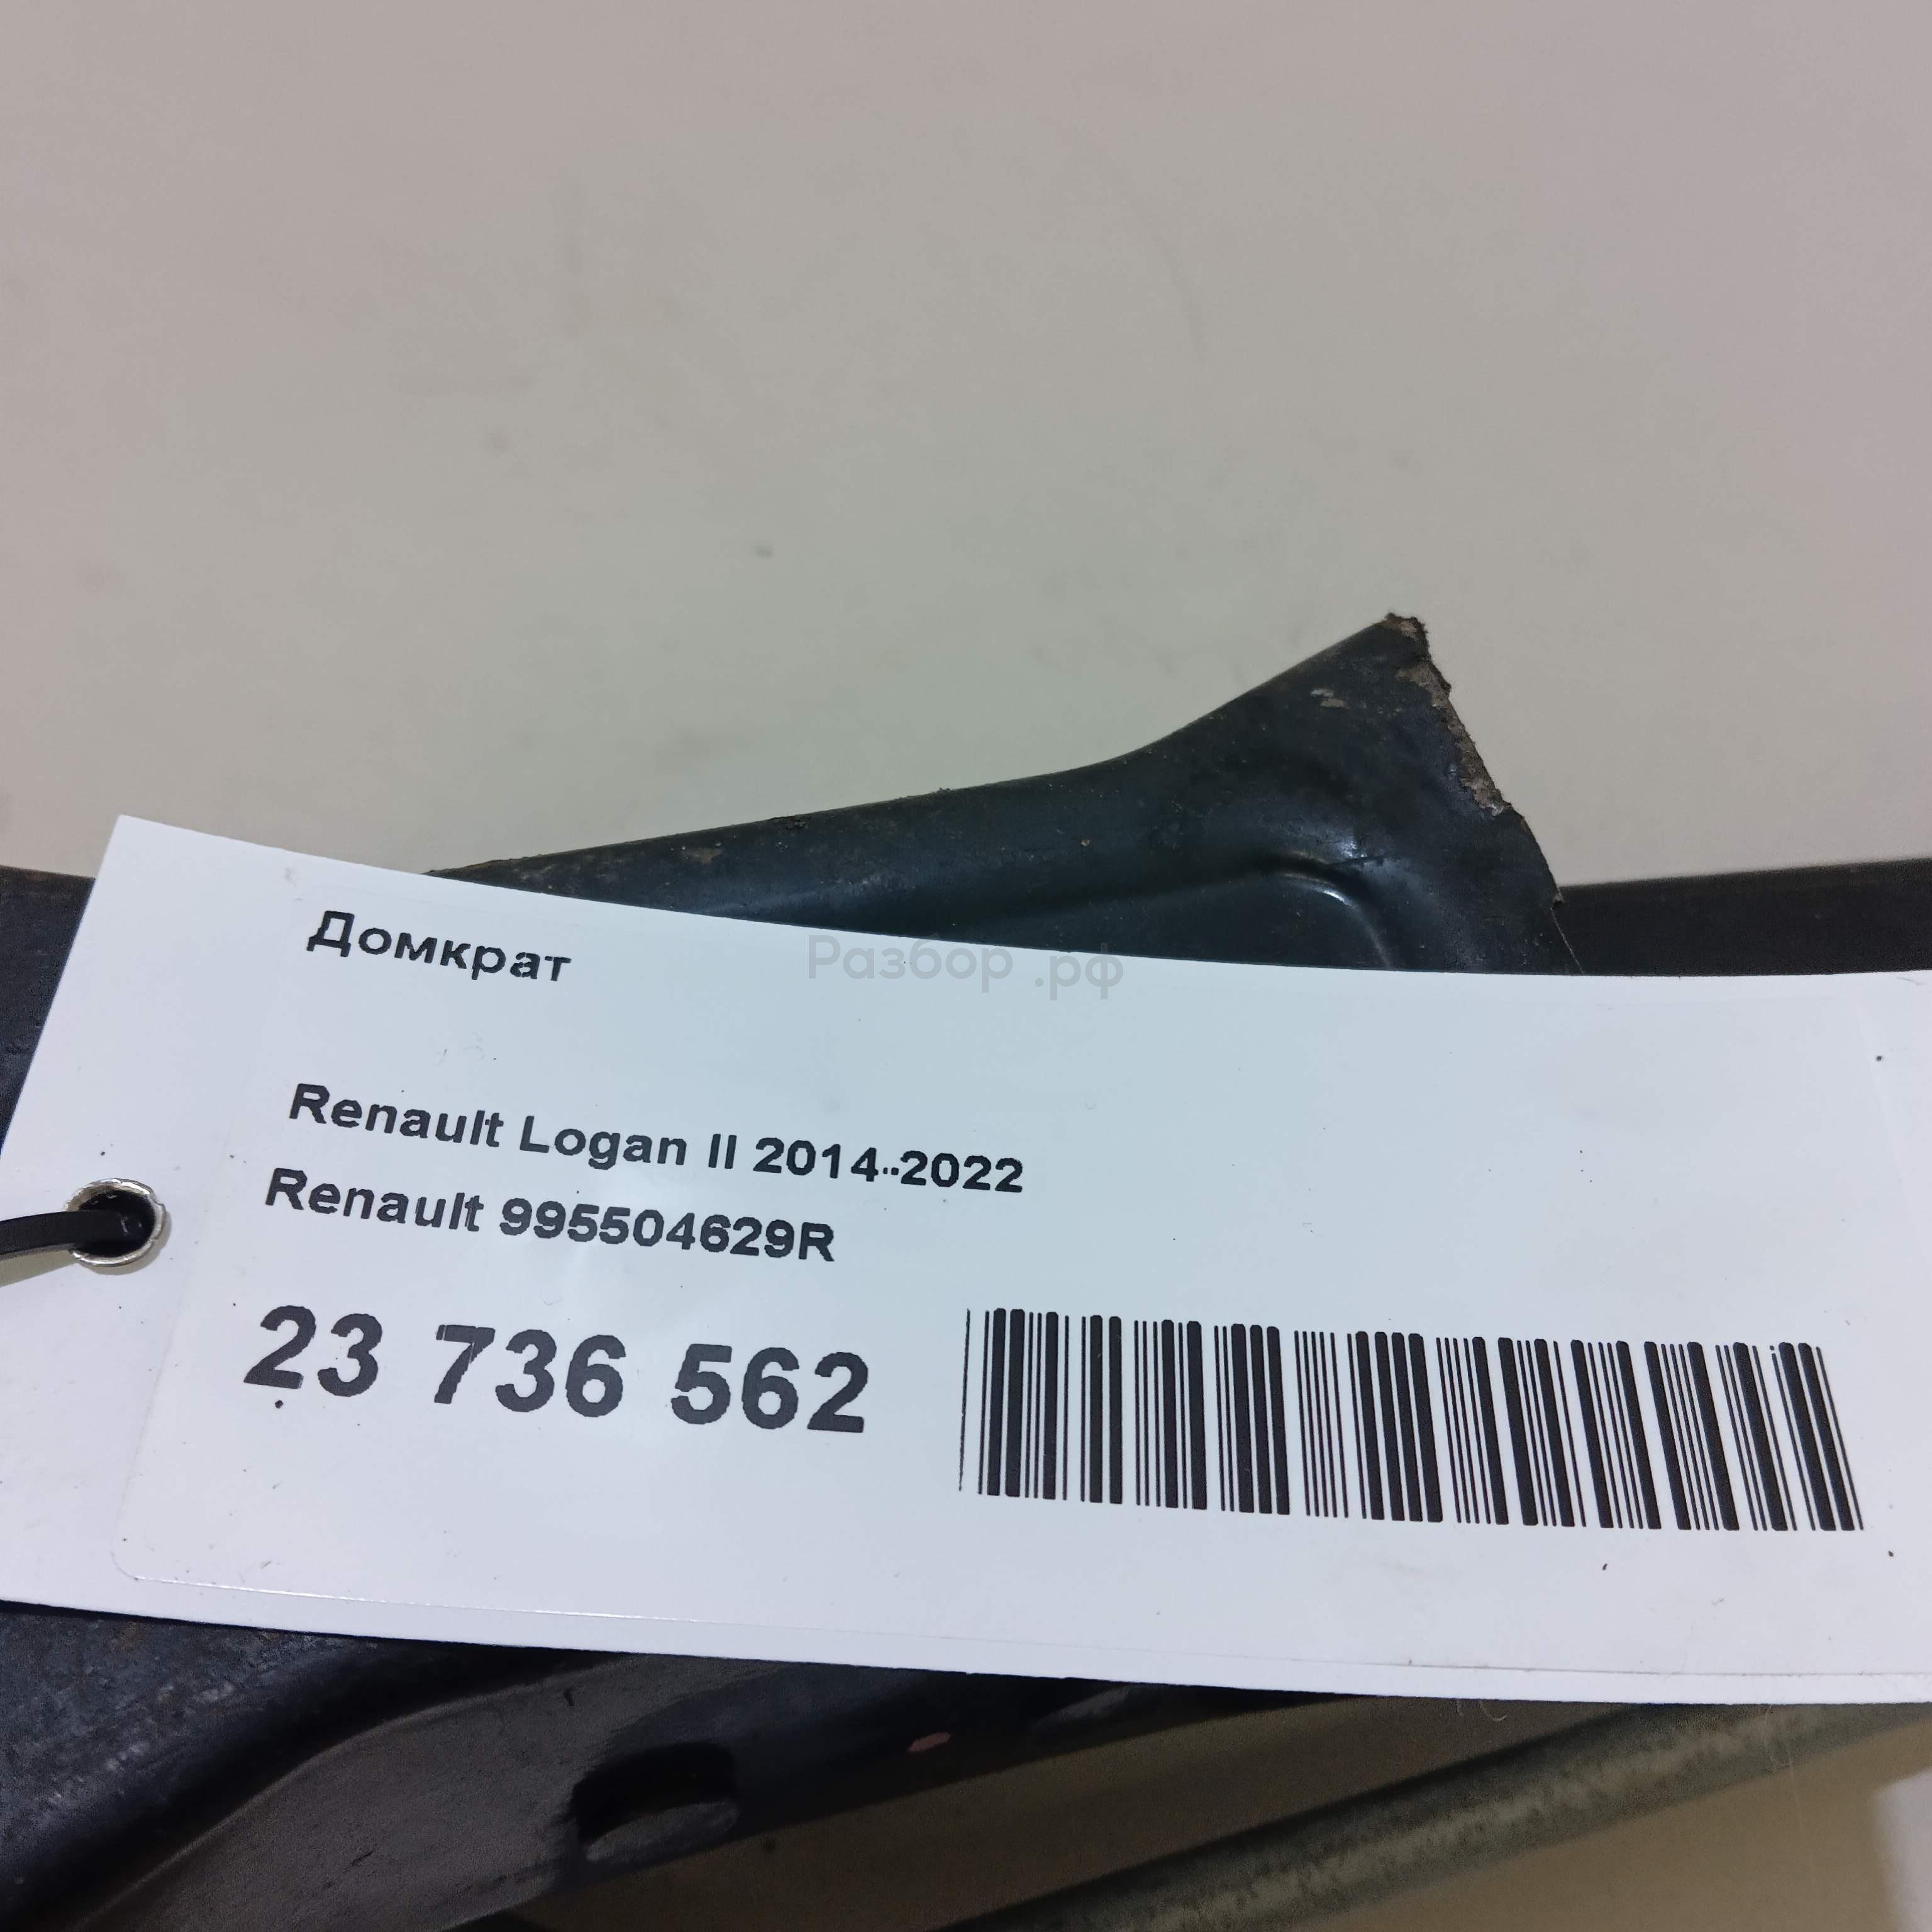 Домкрат
Разбор.рф
Renault Logan II 2014-2022
Renault 995504629R
23 736 562